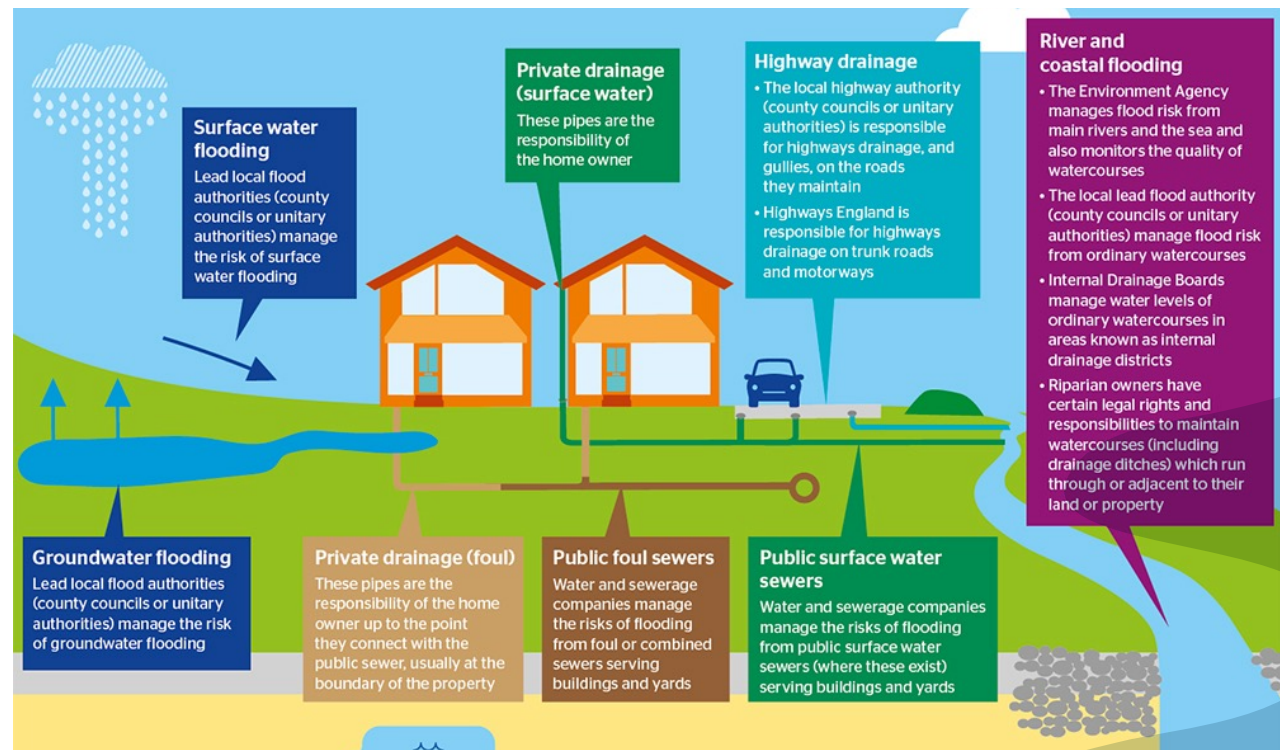 Surface water
flooding
Lead local flood
authorities (county
councils or unitary
authorities) manage
the risk of surface
water flooding
Private drainage
(surface water)
These pipes are the
responsibility of
the home owner
Highway drainage
• The local highway authority
(county councils or unitary
authorities) is responsible
for highways drainage, and
gullies, on the roads
they maintain
• Highways England is
responsible for highways
drainage on trunk roads
and motorways
River and
coastal flooding
• The Environment Agency
manages flood risk from
main rivers and the sea and
also monitors the quality of
watercourses
• The local lead flood authority
(county councils or unitary
authorities) manage flood risk
from ordinary watercourses
• Internal Drainage Boards
manage water levels of
ordinary watercourses in
areas known as internal
drainage districts
• Riparian owners have
certain legal rights and
responsibilities to maintain
watercourses (including
drainage ditches) which run
through or adjacent to their
land or property
Groundwater flooding
Lead local flood authorities
(county councils or unitary
authorities) manage the risk
of groundwater flooding
Private drainage (foul)
These pipes are the
responsibility of the home
owner up to the point
they connect with the
public sewer, usually at the
boundary of the property
Public foul sewers
Water and sewerage
companies manage
the risks of flooding
from foul or combined
sewers serving
buildings and yards
Public surface water
sewers
Water and sewerage companies
manage the risks of flooding
from public surface water
sewers (where these exist)
serving buildings and yards